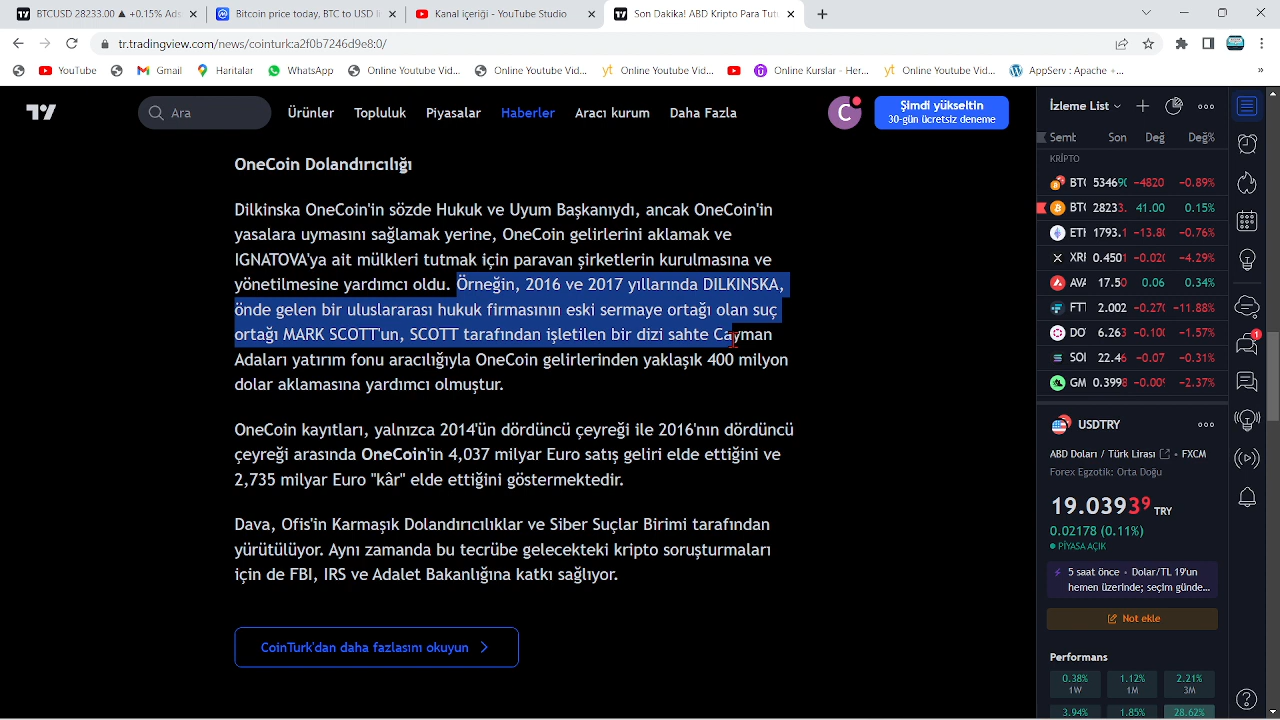 BTCUSD 28233.00 ▲ +0.15% Ads
Bitcoin price today, BTC to USD l
Kanal içeriği - YouTube Studio
Son Dakika! ABD Kripto Para Tut
tr.tradingview.com/news/cointurk:a2f0b7246d9e8:0/
YouTube
Gmail
Haritalar
WhatsApp
Online Youtube Vid...
Online Youtube Vid...
Online Youtube Vid...
Online Kurslar - Her...
Online Youtube Vid...
AppServ : Apache +...
»
Ara
Ürünler
Topluluk
Piyasalar
Haberler
Aracı kurum
Daha Fazla
C
Şimdi yükseltin
30-gün ücretsiz deneme
OneCoin Dolandırıcılığı
Dilkinska OneCoin'in sözde Hukuk ve Uyum Başkanıydı, ancak OneCoin'in
yasalara uymasını sağlamak yerine, OneCoin gelirlerini aklamak ve
IGNATOVA'ya ait mülkleri tutmak için paravan şirketlerin kurulmasına ve
yönetilmesine yardımcı oldu. Örneğin, 2016 ve 2017 yıllarında DILKINSKA,
önde gelen bir uluslararası hukuk firmasının eski sermaye ortağı olan suç
ortağı MARK SCOTT'un, SCOTT tarafından işletilen bir dizi sahte Cayman
Adaları yatırım fonu aracılığıyla OneCoin gelirlerinden yaklaşık 400 milyon
dolar aklamasına yardımcı olmuştur.
OneCoin kayıtları, yalnızca 2014'ün dördüncü çeyreği ile 2016'nın dördüncü
çeyreği arasında OneCoin'in 4,037 milyar Euro satış geliri elde ettiğini ve
2,735 milyar Euro "kâr" elde ettiğini göstermektedir.
Dava, Ofis'in Karmaşık Dolandırıcılıklar ve Siber Suçlar Birimi tarafından
yürütülüyor. Aynı zamanda bu tecrübe gelecekteki kripto soruşturmaları
için de FBI, IRS ve Adalet Bakanlığına katkı sağlıyor.
CoinTurk'dan daha fazlasını okuyun
İzleme List
Semb Son Değ Değ%
KRİPTO
BTC 53469 -4820 -0.89%
BTC 28233. 41.00 0.15%
ETH 1793.1 -13.8 -0.76%
XRI 0.450 -0.02 -4.29%
AVA 17.50 0.06 0.34%
FTT 2.002 -0.27 -11.88%
DO 6.263 -0.10 -1.57%
SOI 22.46 -0.07 -0.31%
GM 0.399 -0.00 -2.37%
USDTRY
ABD Doları / Türk Lirası • FXCM
Forex Egzotik: Orta Doğu
19.0393⁹ TRY
0.02178 (0.11%)
PİYASA AÇIK
5 saat önce • Dolar/TL 19'un
hemen üzerinde; seçim günde...
Not ekle
Performans
0.38% 1.12% 2.21%
1W 1M 3M
3.94% 1.85% 28.62%
1